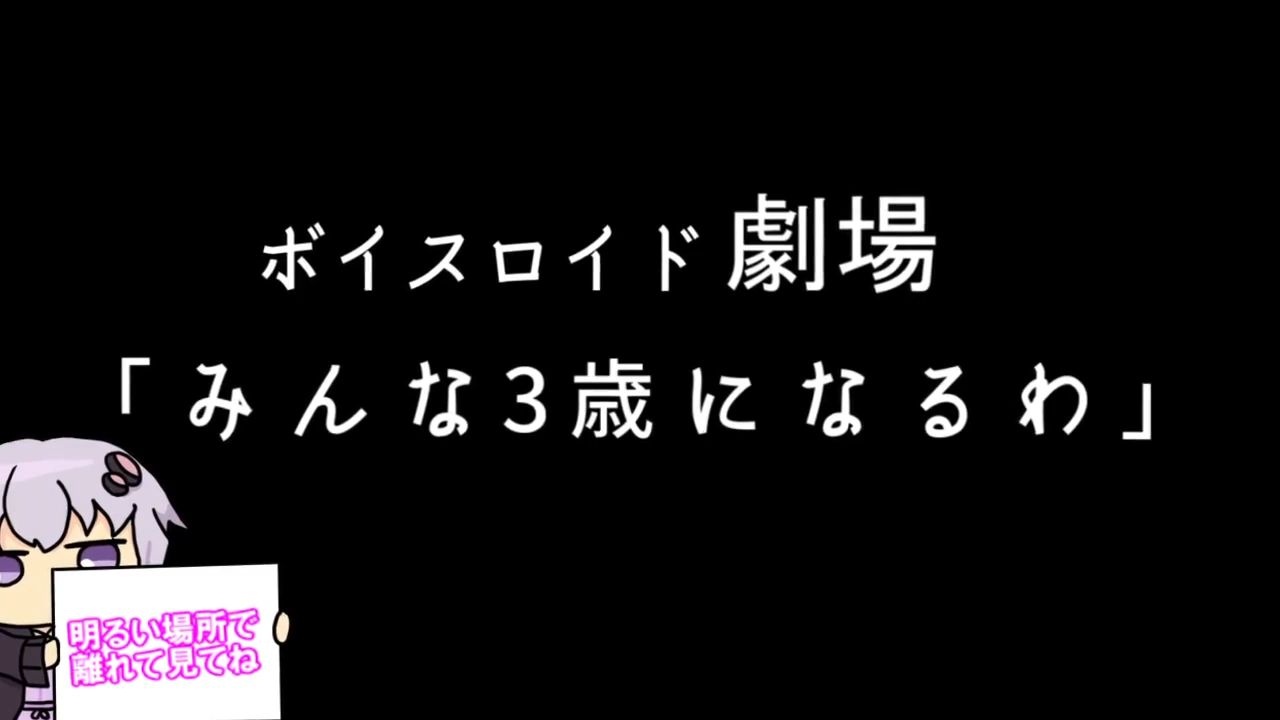 ボイスロイド劇場
「みんな3歳になるわ」
明るい場所で
離れて見てね